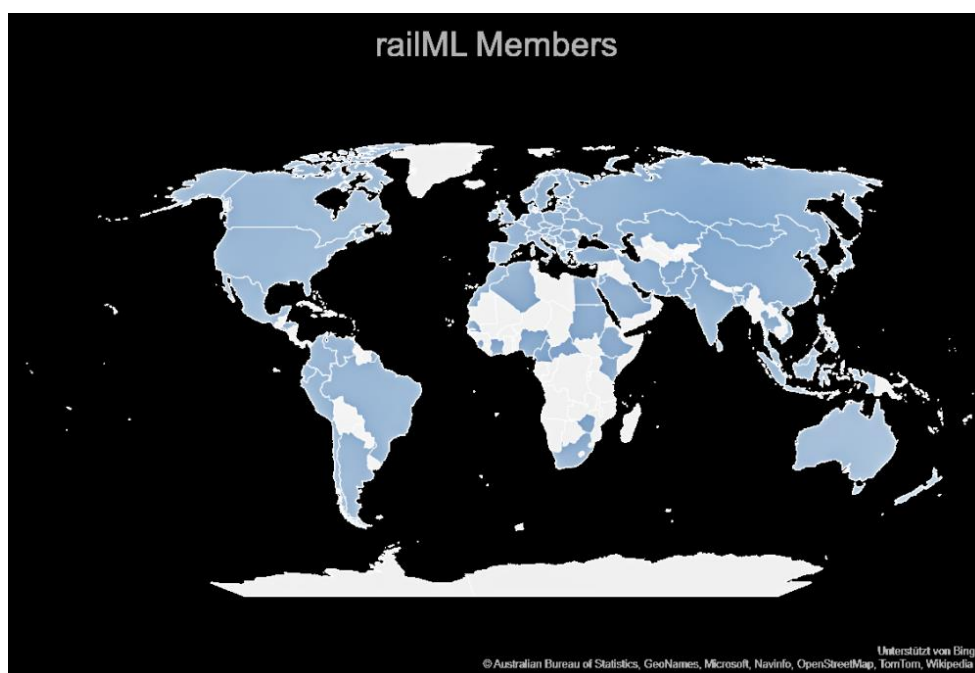 railML Members
Unterstützt von Bing
© Australian Bureau of Statistics, GeoNames, Microsoft, Navinfo, OpenStreetMap, TomTom, Wikipedia